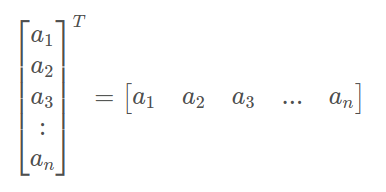 [a₁
a₂
a₃
:
aₙ]ᵀ = [a₁ a₂ a₃ ... aₙ]